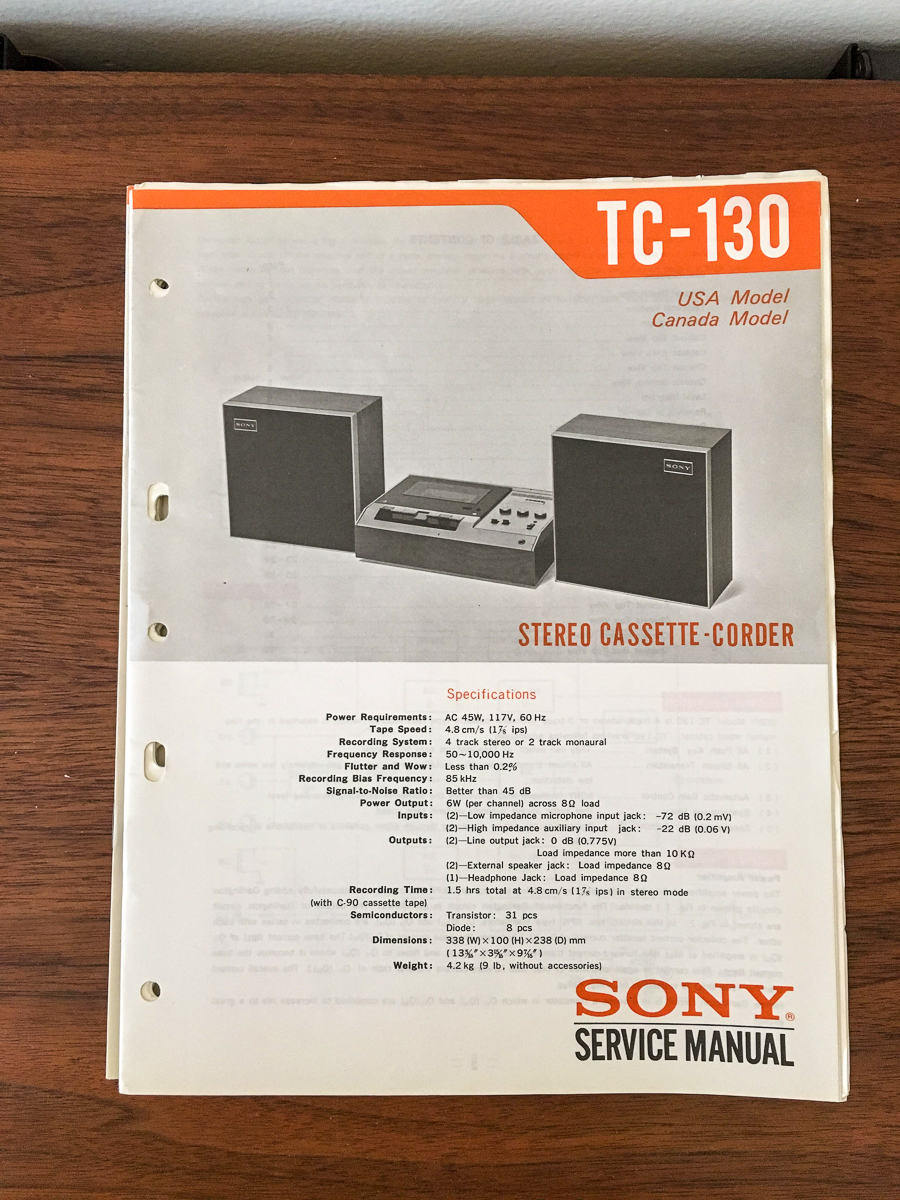 TC-130
USA Model
Canada Model
SONY
SONY
STEREO CASSETTE-CORDER
Specifications
Power Requirements: AC 45W, 117V, 60 Hz
Tape Speed: 4.8 cm/s (1⅞ ips)
Recording System: 4 track stereo or 2 track monaural
Frequency Response: 50~10,000 Hz
Flutter and Wow: Less than 0.2%
Recording Bias Frequency: 85 kHz
Signal-to-Noise Ratio: Better than 45 dB
Power Output: 6W (per channel) across 8Ω load
Inputs: (2)—Low impedance microphone input jack: -72 dB (0.2 mV)
(2)—High impedance auxiliary input jack: -22 dB (0.06 V)
Outputs: (2)—Line output jack: 0 dB (0.775V)
Load impedance more than 10 KΩ
(2)—External speaker jack: Load impedance 8Ω
(1)—Headphone Jack: Load impedance 8Ω
Recording Time: 1.5 hrs total at 4.8 cm/s (1⅞ ips) in stereo mode
(with C-90 cassette tape)
Semiconductors: Transistor: 31 pcs
Diode: 8 pcs
Dimensions: 338 (W)×100 (H)×238 (D) mm
Weight: 4.2 kg (9 lb, without accessories)
SONY®
SERVICE MANUAL